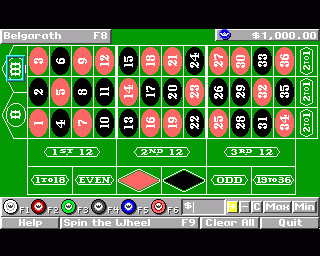 Belgarath F8 $1,000.00
00 3 6 9 12 15 18 21 24 27 30 33 36 2to1
2 5 8 11 14 17 20 23 26 29 32 35 2to1
0 1 4 7 10 13 16 19 22 25 28 31 34 2to1
1ST 12 2ND 12 3RD 12
1to18 EVEN ODD 19to36
F1 F2 F3 F4 F5 F6 $ + - C Max Min
Help Spin the Wheel F9 Clear All Quit